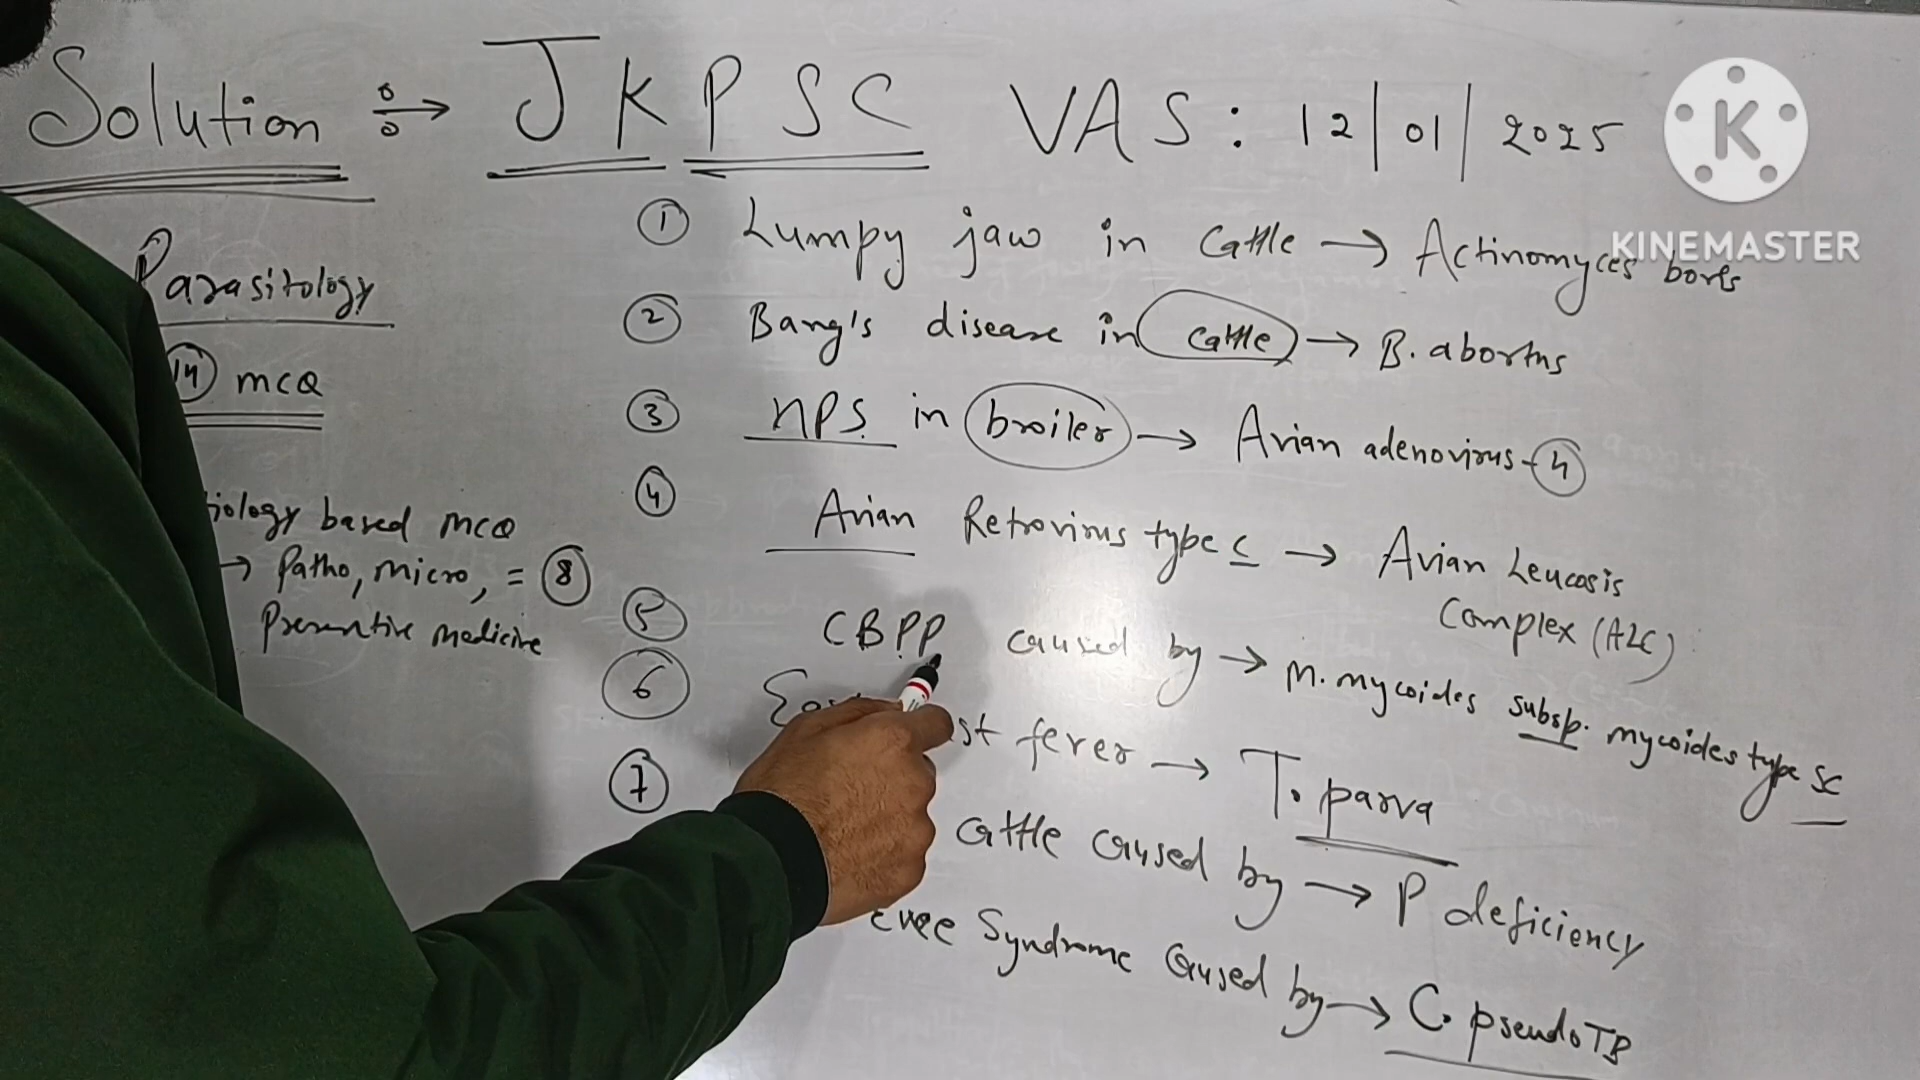 Solution ÷→ JKPSC VAS: 12/01/2025
KINEMASTER
Parasitology
14 mcQ
iology based mcQ
→ Patho, micro, = 8
Preventive medicine
① Lumpy jaw in Cattle → Actinomyces bovis
② Bang's disease in cattle → B. abortus
③ HPS in broiler → Avian adenovirus-4
④ Avian Retrovirus type C → Avian Leucosis
Complex (ALC)
⑤ CBPP caused by → M. mycoides subsp. mycoides type SC
⑥ st fever → T. parva
⑦ Cattle caused by → P deficiency
Syndrome caused by → C. pseudoTB